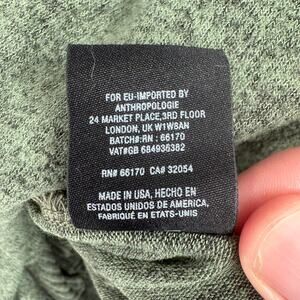 FOR EU-IMPORTED BY
ANTHROPOLOGIE
24 MARKET PLACE,3RD FLOOR
LONDON, UK W1W8AN
BATCH#:RN : 66170
VAT#GB 684936382
RN# 66170 CA# 32054
MADE IN USA, HECHO EN
ESTADOS UNIDOS DE AMERICA,
FABRIQUÉ EN ETATS-UNIS